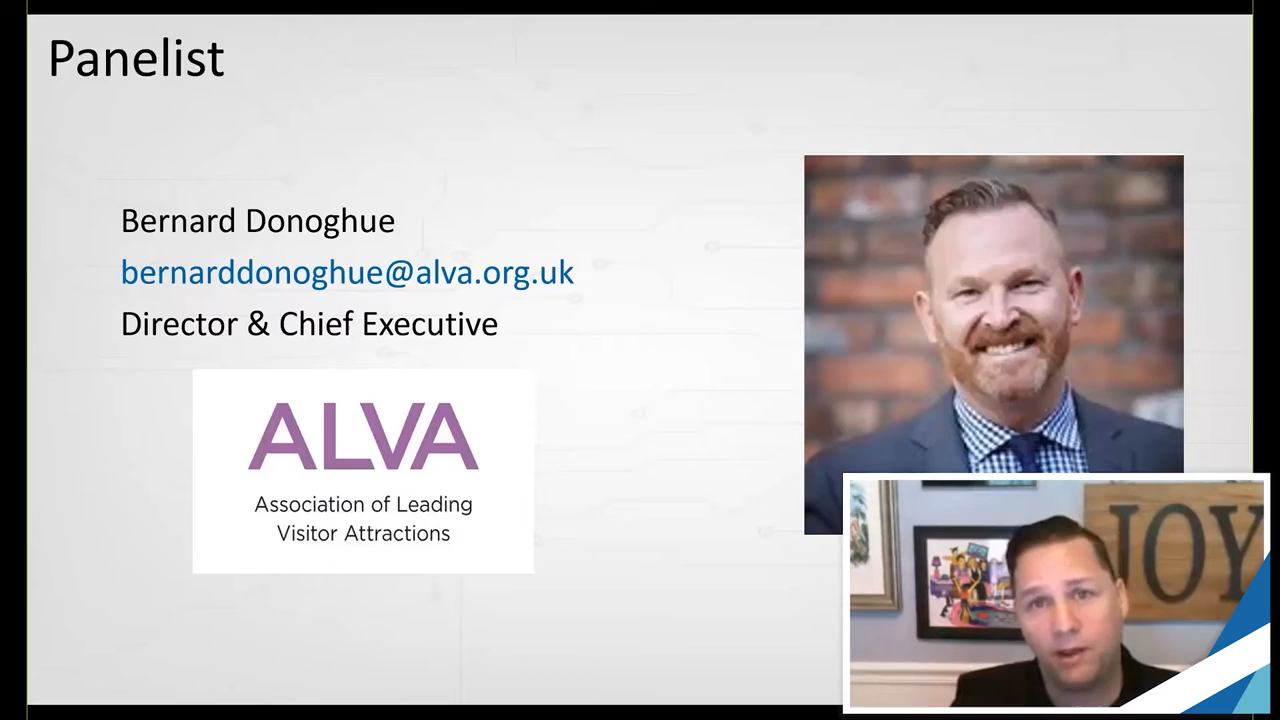 Panelist
Bernard Donoghue
bernarddonoghue@alva.org.uk
Director & Chief Executive
ALVA
Association of Leading
Visitor Attractions
JOY